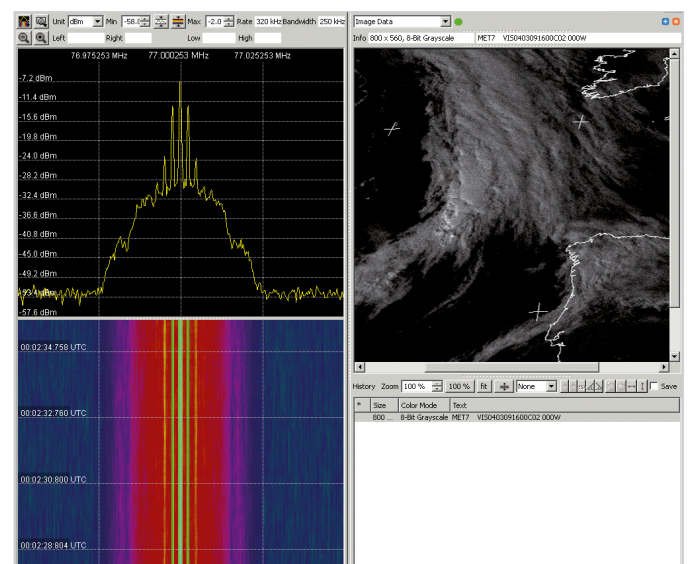 Unit dBm Min -58.0 Max -2.0 Rate 320 kHz Bandwidth 250 kHz
Left Right Low High
76.975253 MHz 77.000253 MHz 77.025253 MHz
-7.2 dBm
-11.4 dBm
-15.6 dBm
-19.8 dBm
-24.0 dBm
-28.2 dBm
-32.4 dBm
-36.6 dBm
-40.8 dBm
-45.0 dBm
-49.2 dBm
-53.4 dBm
-57.6 dBm
00:02:34:758 UTC
00:02:32:760 UTC
00:02:30:800 UTC
00:02:28:804 UTC
Image Data
Info 800 x 560, 8-Bit Grayscale MET7 VIS0403091600C02 000W
History Zoom 100 % 100 % fit None Save
* Size Color Mode Text
800 ... 8-Bit Grayscale MET7 VIS0403091600C02 000W